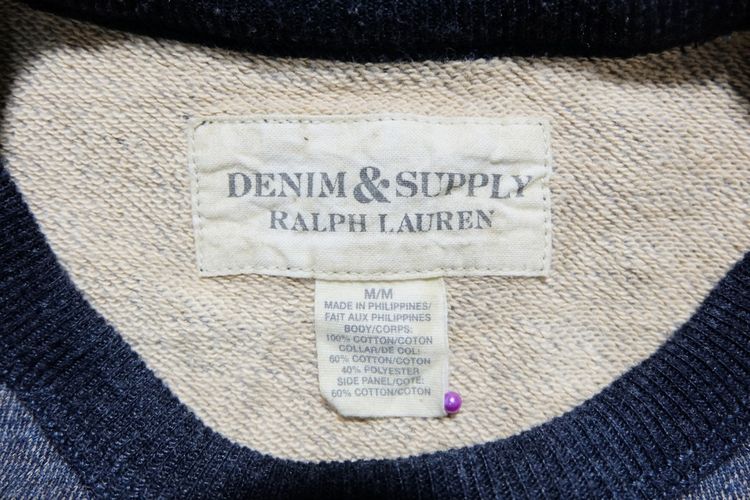 DENIM & SUPPLY
RALPH LAUREN
M/M
MADE IN PHILIPPINES/
FAIT AUX PHILIPPINES
BODY/CORPS:
100% COTTON/COTON
COLLAR/DE COL:
60% COTTON/COTON
40% POLYESTER
SIDE PANEL/COTE:
60% COTTON/COTON